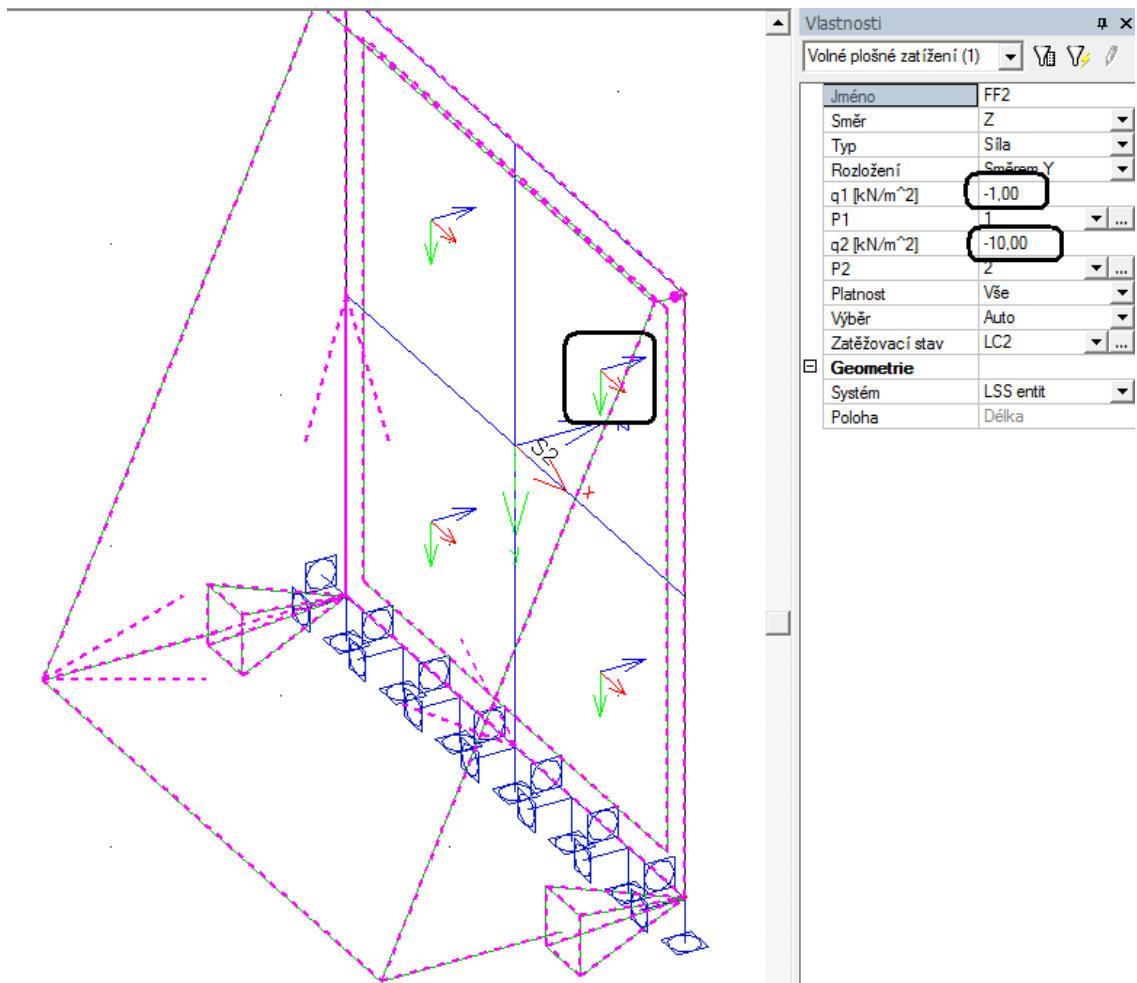 Vlastnosti
Volné plošné zatížení (1)
Jméno FF2
Směr Z
Typ Síla
Rozložení Směrem Y
q1 [kN/m^2] -1,00
P1 1
q2 [kN/m^2] -10,00
P2 2
Platnost Vše
Výběr Auto
Zatěžovací stav LC2
Geometrie
Systém LSS entit
Poloha Délka
z
S2
x
y